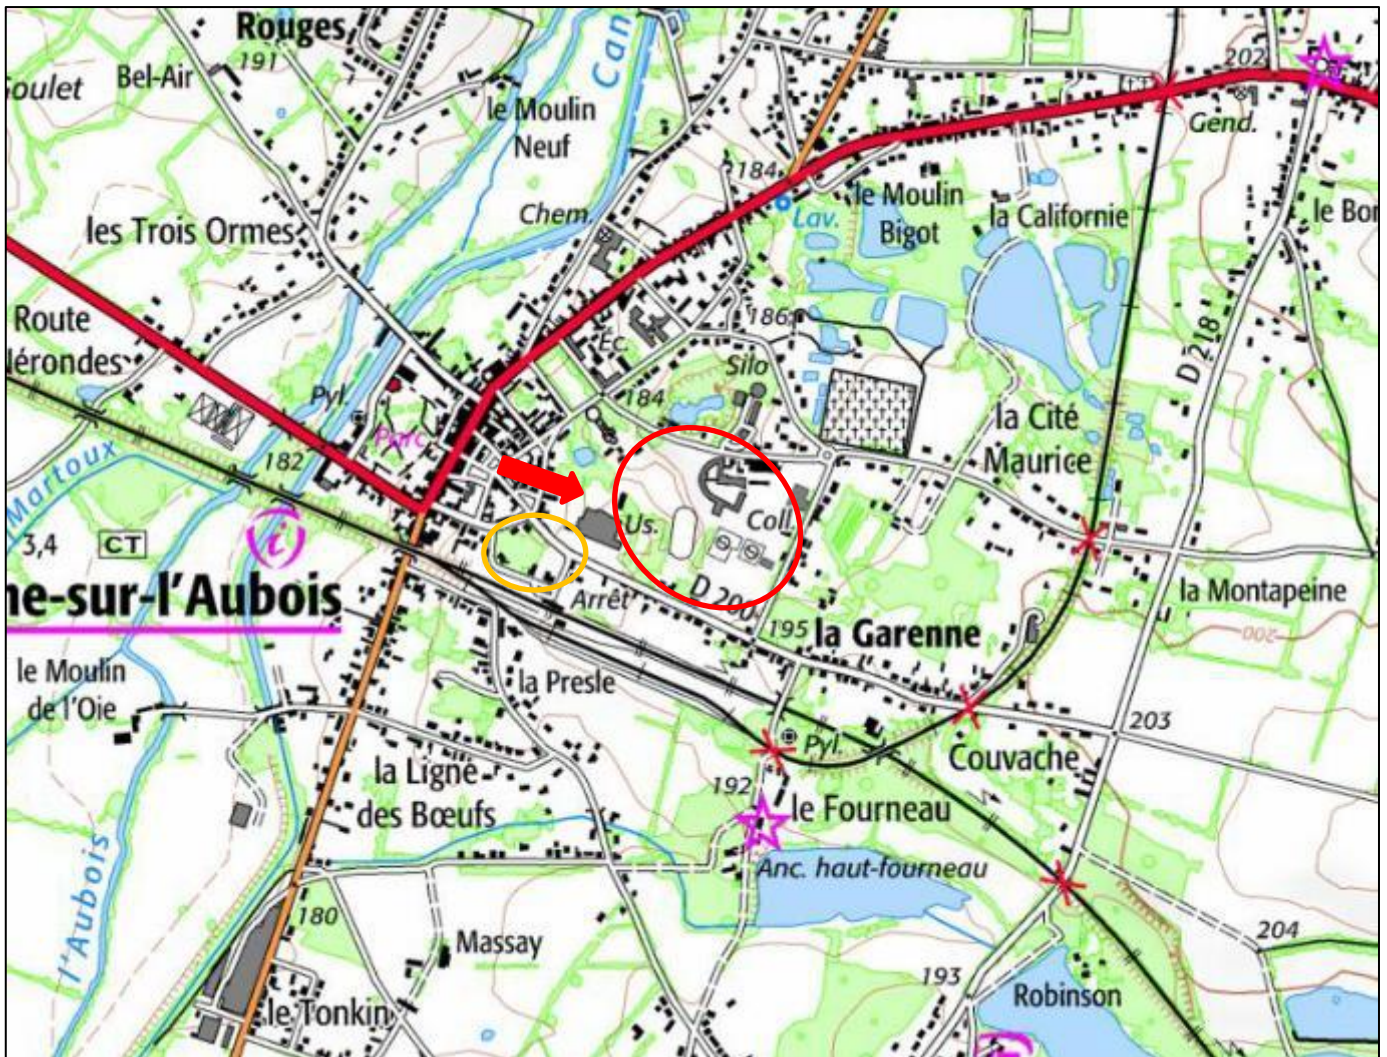 Rouges
191
Bel-Air
oulet
Can
202
le Moulin
Neuf
Gend.
184
le Moulin
Bigot
Lav.
la Californie
le Bor
Chem.
les Trois Ormes
Route
lérondes
186
Éc.
Silo
D 218
184
Pyl.
Parc
la Cité
Maurice
182
Martoux
3,4
CT
i
Us.
Coll.
ne-sur-l'Aubois
Arrêt
D 200
la Montapeine
195
la Garenne
200
le Moulin
de l'Oie
la Presle
203
Pyl.
Couvache
la Ligne
des Bœufs
192
le Fourneau
Anc. haut-fourneau
l'Aubois
180
Massay
204
193
Robinson
le Tonkin